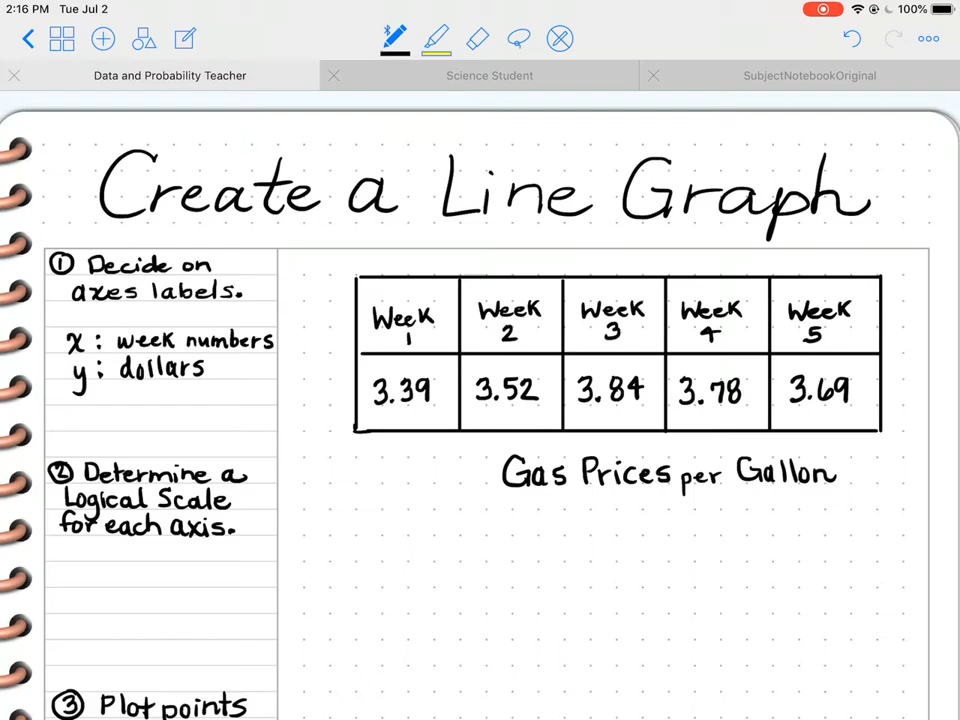 2:16 PM Tue Jul 2
100%
Data and Probability Teacher
Science Student
SubjectNotebookOriginal
Create a Line Graph
① Decide on
axes labels.
x : week numbers
y : dollars
② Determine a
Logical Scale
for each axis.
③ Plot points
Week 1
Week 2
Week 3
Week 4
Week 5
3.39 3.52 3.84 3.78 3.69
Gas Prices per Gallon